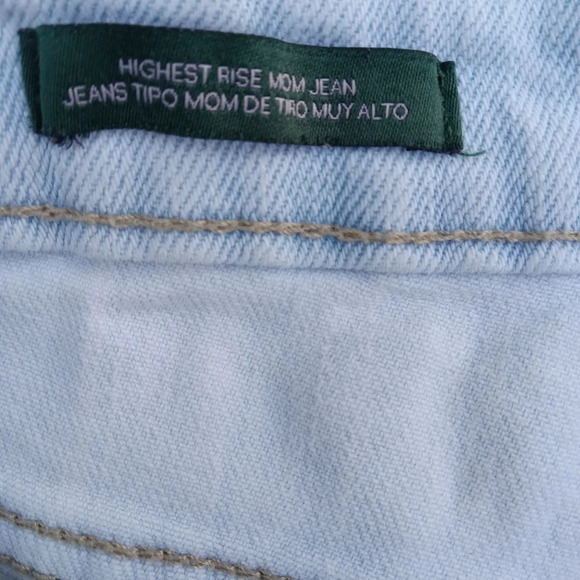 HIGHEST RISE MOM JEAN
JEANS TIPO MOM DE TIRO MUY ALTO